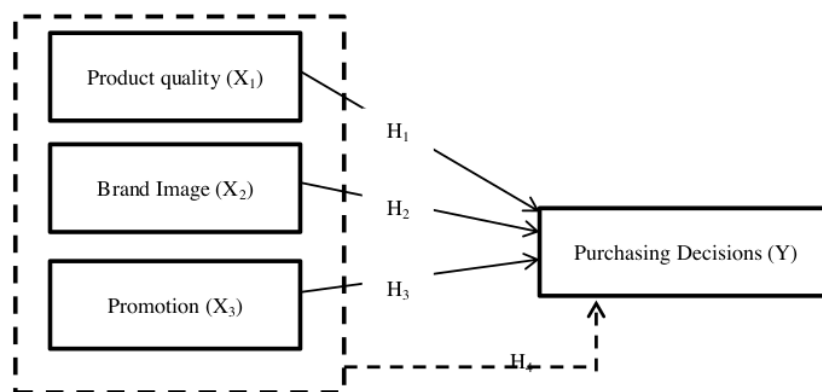 Product quality (X₁)
H₁
Brand Image (X₂)
H₂
Purchasing Decisions (Y)
Promotion (X₃)
H₃
H₄